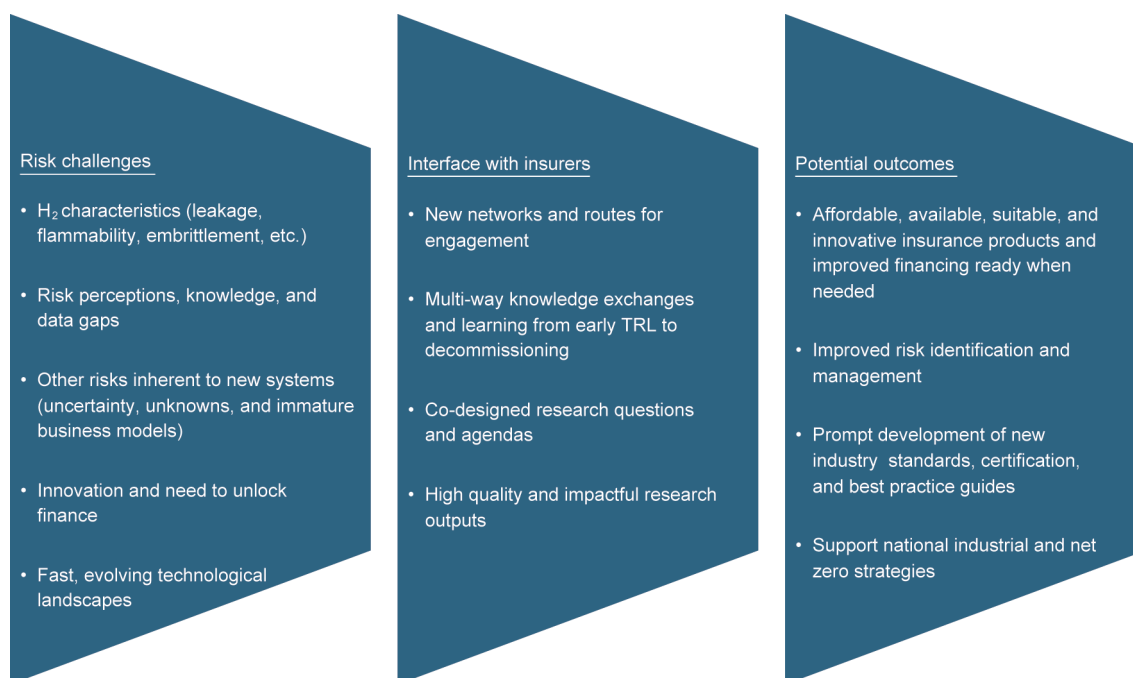 Risk challenges
• H₂ characteristics (leakage,
flammability, embrittlement, etc.)
• Risk perceptions, knowledge, and
data gaps
• Other risks inherent to new systems
(uncertainty, unknowns, and immature
business models)
• Innovation and need to unlock
finance
• Fast, evolving technological
landscapes
Interface with insurers
• New networks and routes for
engagement
• Multi-way knowledge exchanges
and learning from early TRL to
decommissioning
• Co-designed research questions
and agendas
• High quality and impactful research
outputs
Potential outcomes
• Affordable, available, suitable, and
innovative insurance products and
improved financing ready when
needed
• Improved risk identification and
management
• Prompt development of new
industry standards, certification,
and best practice guides
• Support national industrial and net
zero strategies